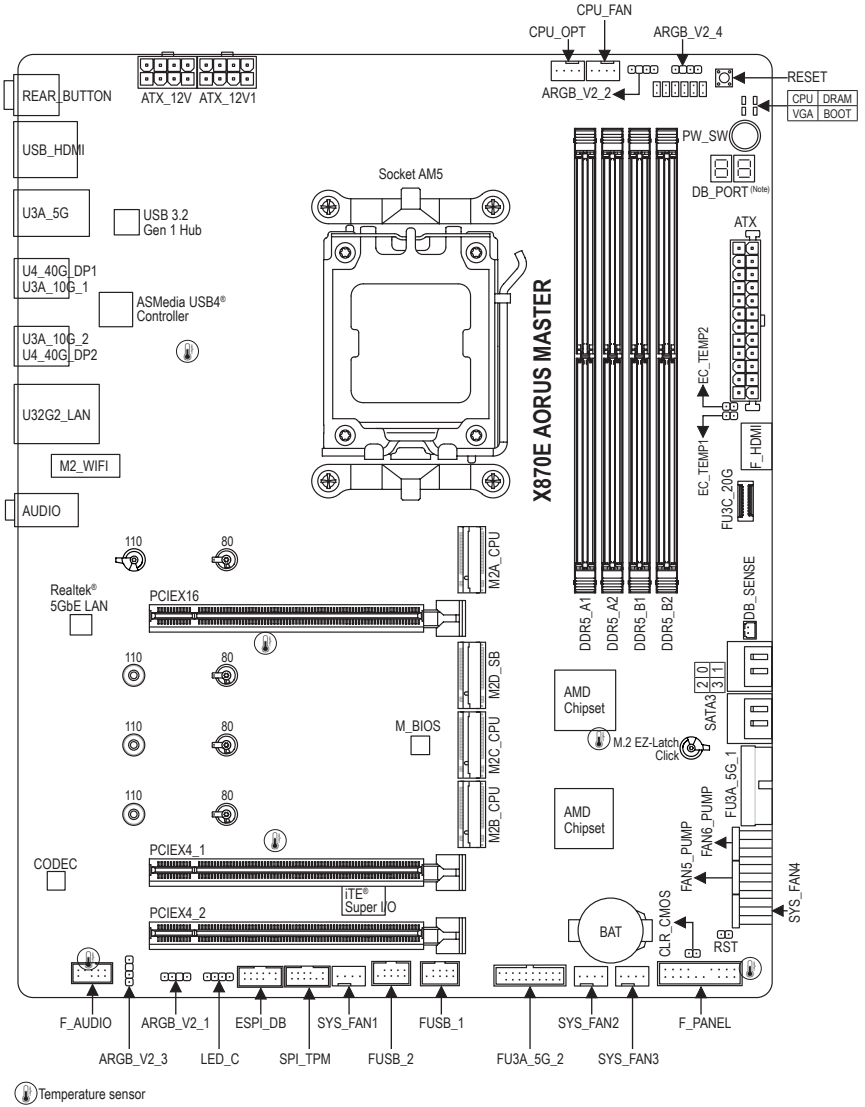 CPU_FAN
CPU_OPT
ARGB_V2_4
REAR_BUTTON
ATX_12V
ATX_12V1
ARGB_V2_2
RESET
CPU DRAM
VGA BOOT
USB_HDMI
PW_SW
Socket AM5
DB_PORT (Note)
U3A_5G
USB 3.2
Gen 1 Hub
ATX
U4_40G_DP1
U3A_10G_1
ASMedia USB4®
Controller
U3A_10G_2
U4_40G_DP2
EC_TEMP2
U32G2_LAN
X870E AORUS MASTER
EC_TEMP1
F_HDMI
M2_WIFI
FU3C_20G
AUDIO
110
80
M2A_CPU
Realtek®
5GbE LAN
PCIEX16
DDR5_A1
DDR5_A2
DDR5_B1
DDR5_B2
DB_SENSE
110
80
M2D_SB
AMD
Chipset
2 0
3 1
SATA3
110
80
M_BIOS
M2C_CPU
M.2 EZ-Latch
Click
FU3A_5G_1
110
80
M2B_CPU
AMD
Chipset
FAN6_PUMP
FAN5_PUMP
PCIEX4_1
CODEC
iTE®
Super I/O
SYS_FAN4
PCIEX4_2
BAT
CLR_CMOS
RST
F_AUDIO
ARGB_V2_1
ESPI_DB
SYS_FAN1
FUSB_1
SYS_FAN2
F_PANEL
ARGB_V2_3
LED_C
SPI_TPM
FUSB_2
FU3A_5G_2
SYS_FAN3
Temperature sensor